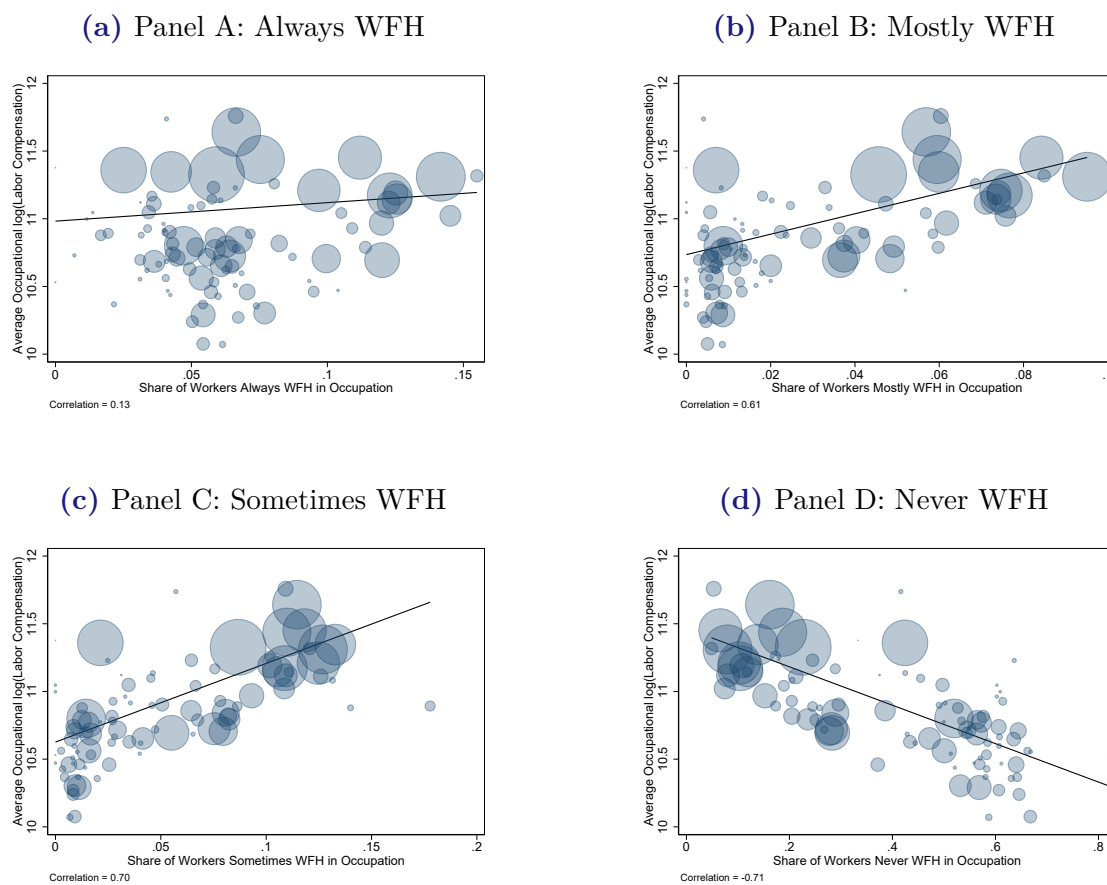 (a) Panel A: Always WFH
Average Occupational log(Labor Compensation)
12
11.5
11
10.5
10
0 .05 .1 .15
Share of Workers Always WFH in Occupation
Correlation = 0.13
(b) Panel B: Mostly WFH
Average Occupational log(Labor Compensation)
12
11.5
11
10.5
10
0 .02 .04 .06 .08
Share of Workers Mostly WFH in Occupation
Correlation = 0.61
(c) Panel C: Sometimes WFH
Average Occupational log(Labor Compensation)
12
11.5
11
10.5
10
0 .05 .1 .15 .2
Share of Workers Sometimes WFH in Occupation
Correlation = 0.70
(d) Panel D: Never WFH
Average Occupational log(Labor Compensation)
12
11.5
11
10.5
10
0 .2 .4 .6 .8
Share of Workers Never WFH in Occupation
Correlation = -0.71